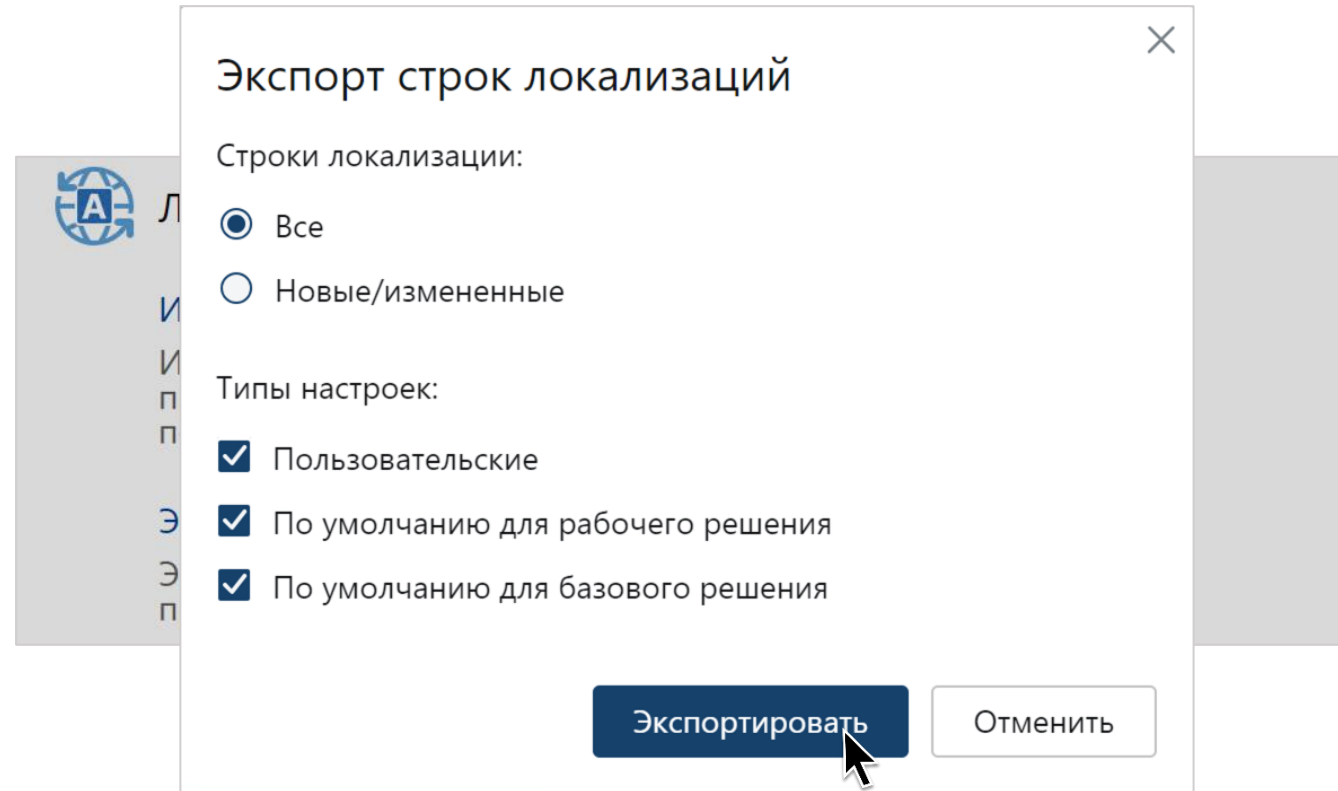 Экспорт строк локализаций
Строки локализации:
Все
Новые/измененные
Типы настроек:
Пользовательские
По умолчанию для рабочего решения
По умолчанию для базового решения
Экспортировать
Отменить
A